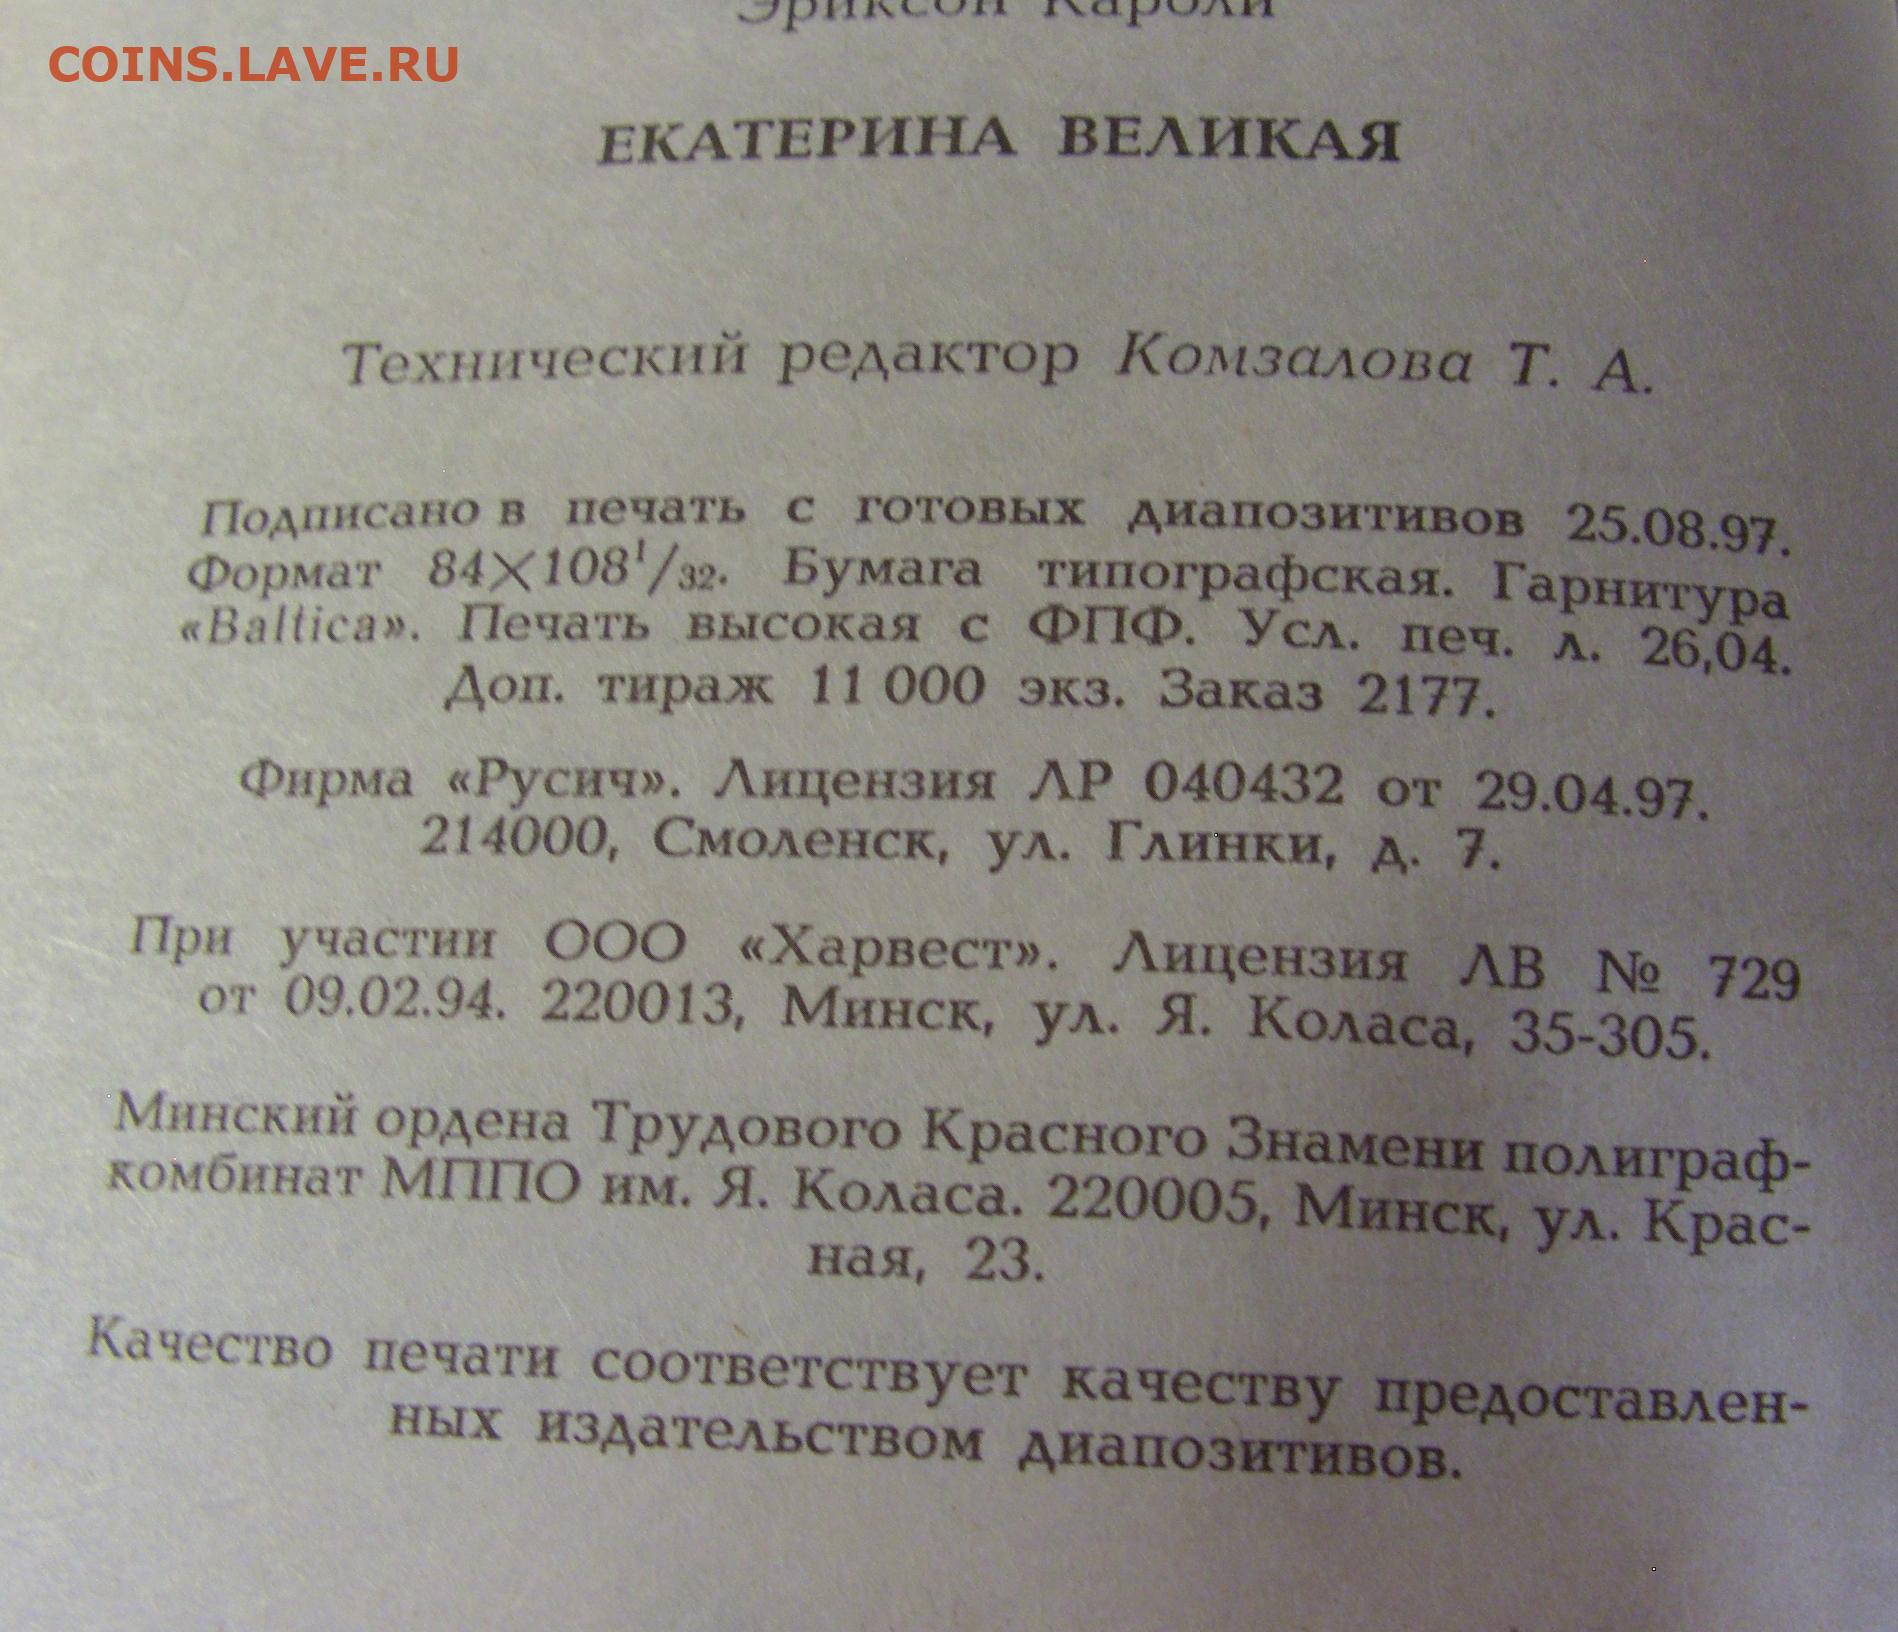 Эриксон Кароли
COINS.LAVE.RU
ЕКАТЕРИНА ВЕЛИКАЯ
Технический редактор Комзалова Т. А.
Подписано в печать с готовых диапозитивов 25.08.97.
Формат 84×108¹/₃₂. Бумага типографская. Гарнитура
«Baltica». Печать высокая с ФПФ. Усл. печ. л. 26,04.
Доп. тираж 11 000 экз. Заказ 2177.
Фирма «Русич». Лицензия ЛР 040432 от 29.04.97.
214000, Смоленск, ул. Глинки, д. 7.
При участии ООО «Харвест». Лицензия ЛВ № 729
от 09.02.94. 220013, Минск, ул. Я. Коласа, 35-305.
Минский ордена Трудового Красного Знамени полиграф-
комбинат МППО им. Я. Коласа. 220005, Минск, ул. Крас-
ная, 23.
Качество печати соответствует качеству предоставлен-
ных издательством диапозитивов.